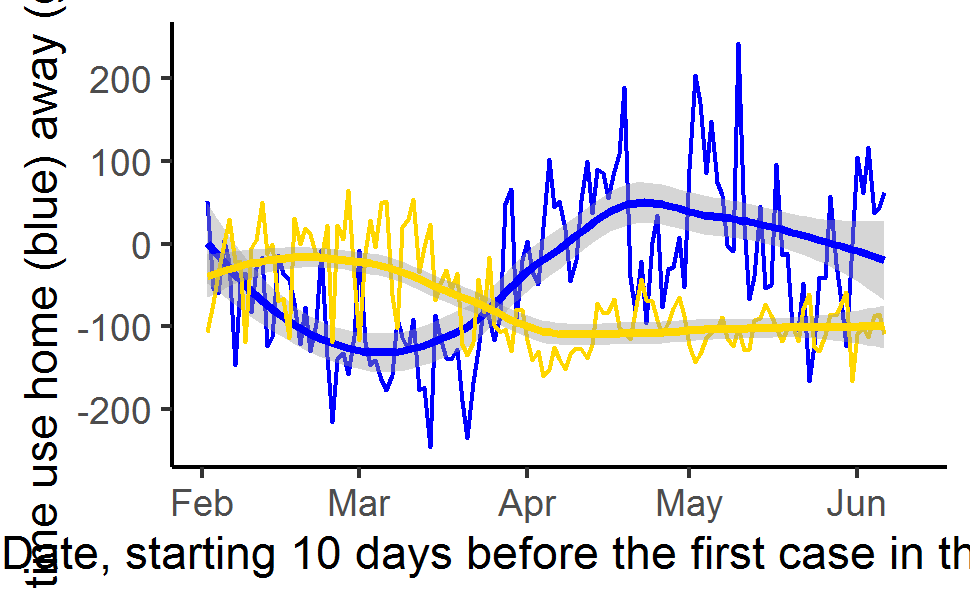 time use home (blue) away (
200
100
0
-100
-200
Feb Mar Apr May Jun
Date, starting 10 days before the first case in th